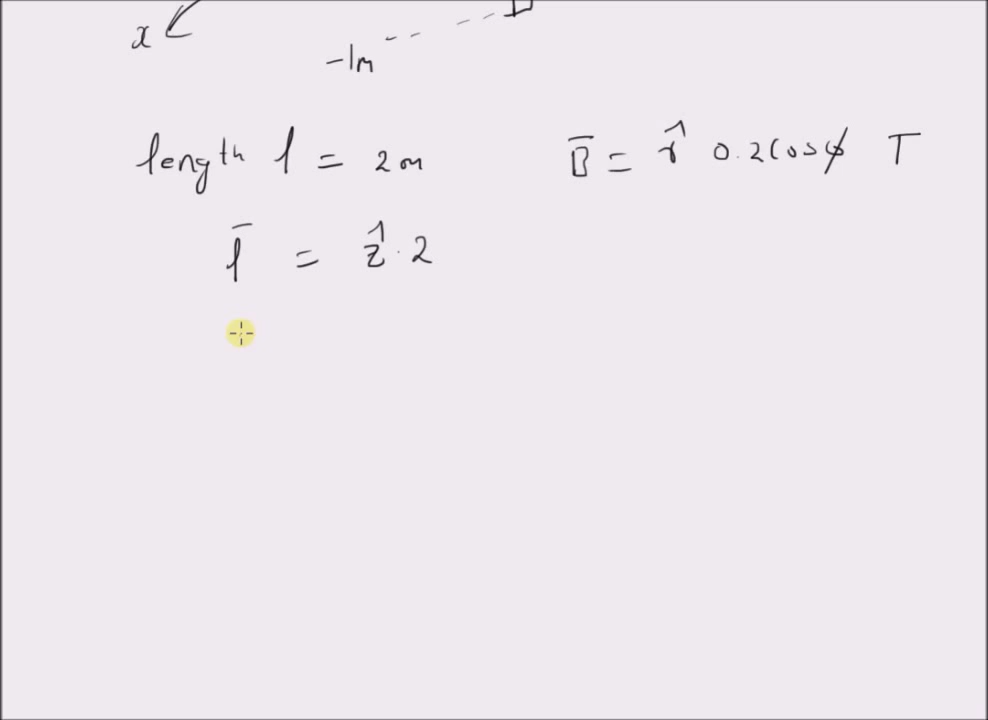 x
-1m
length l = 2m B̅ = r̂ 0.2cosϕ T
l̅ = ẑ·2